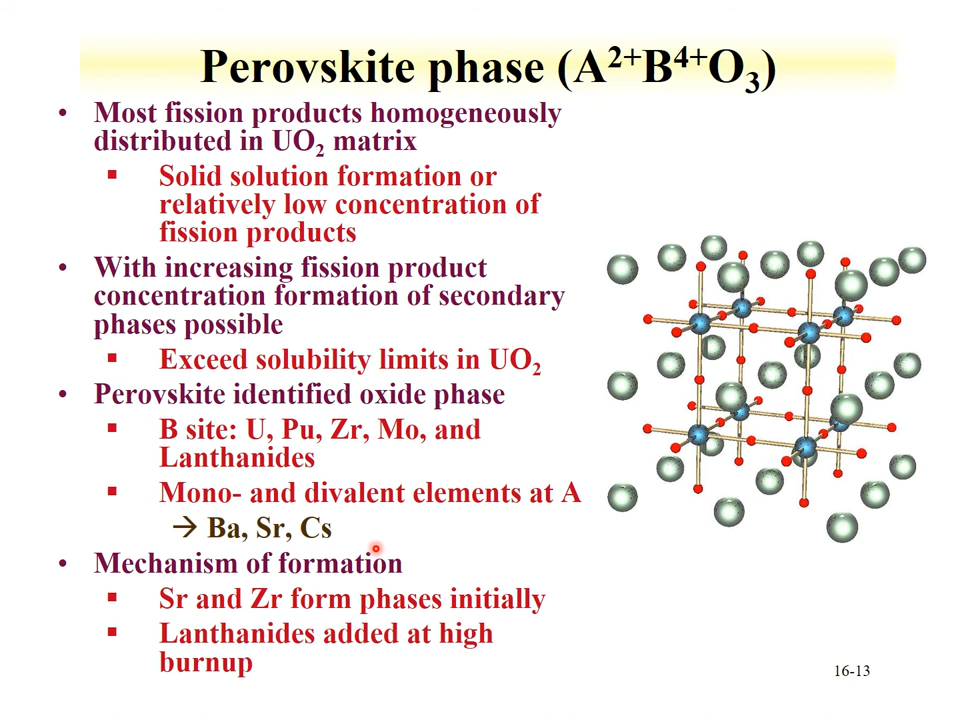 Perovskite phase (A²⁺B⁴⁺O₃)
• Most fission products homogeneously
distributed in UO₂ matrix
▪ Solid solution formation or
relatively low concentration of
fission products
• With increasing fission product
concentration formation of secondary
phases possible
▪ Exceed solubility limits in UO₂
• Perovskite identified oxide phase
▪ B site: U, Pu, Zr, Mo, and
Lanthanides
▪ Mono- and divalent elements at A
→ Ba, Sr, Cs
• Mechanism of formation
▪ Sr and Zr form phases initially
▪ Lanthanides added at high
burnup
16-13